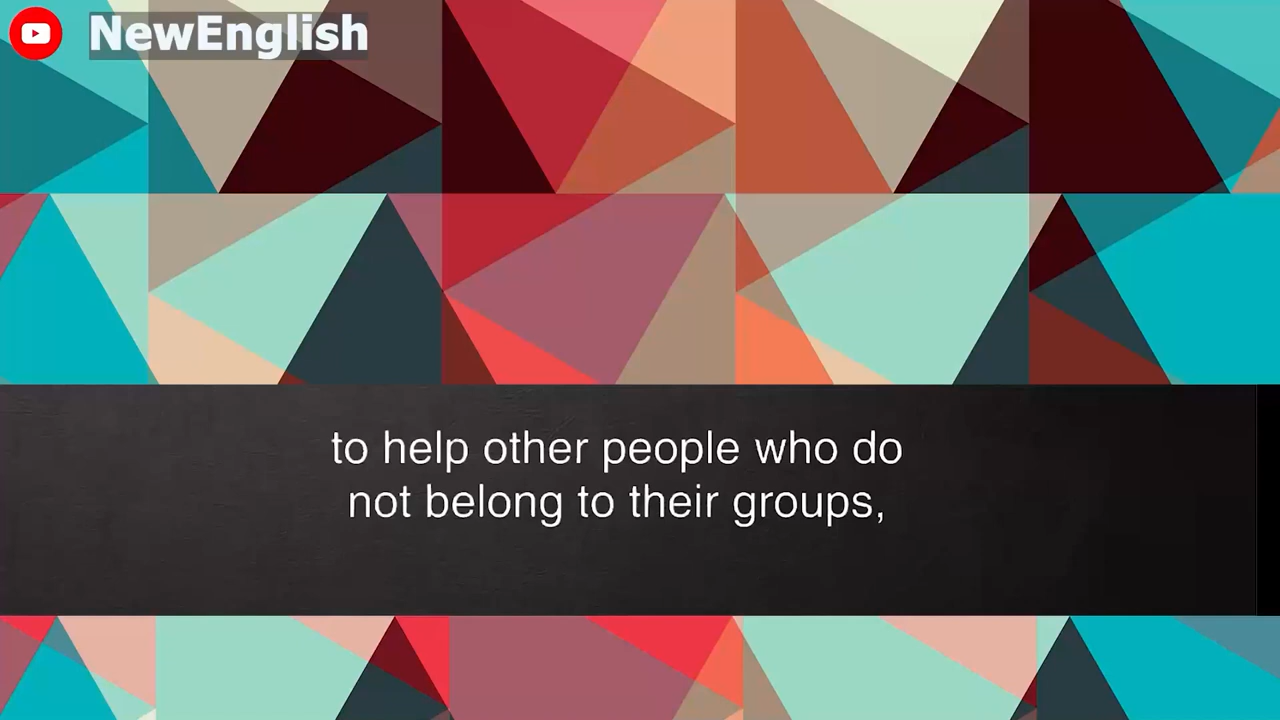 NewEnglish
to help other people who do
not belong to their groups,